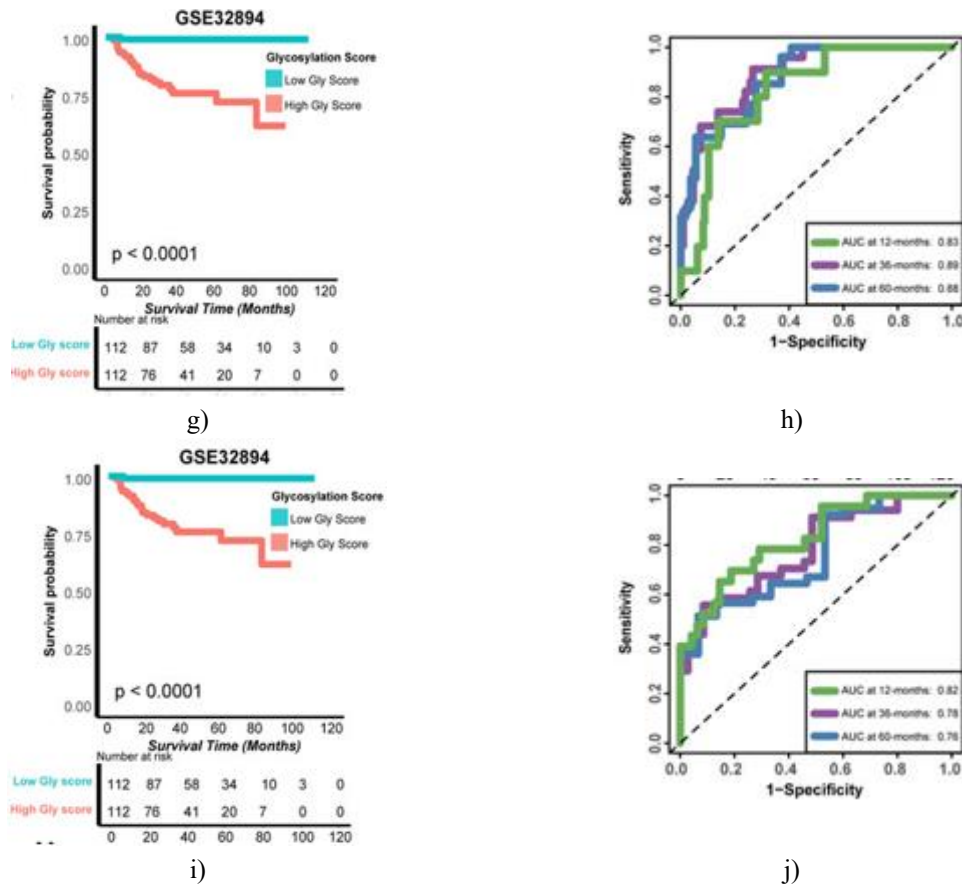 GSE32894
1.00
0.75
0.50
0.25
0.00
Survival probability
Glycosylation Score
Low Gly Score
High Gly Score
p < 0.0001
0 20 40 60 80 100 120
Survival Time (Months)
Number at risk
Low Gly score 112 87 58 34 10 3 0
High Gly score 112 76 41 20 7 0 0
0 20 40 60 80 100 120
g)
1.0
0.8
0.6
0.4
0.2
0.0
Sensitivity
AUC at 12-months: 0.83
AUC at 36-months: 0.89
AUC at 60-months: 0.88
0.0 0.2 0.4 0.6 0.8 1.0
1-Specificity
h)
GSE32894
1.00
0.75
0.50
0.25
0.00
Survival probability
Glycosylation Score
Low Gly Score
High Gly Score
p < 0.0001
0 20 40 60 80 100 120
Survival Time (Months)
Number at risk
Low Gly score 112 87 58 34 10 3 0
High Gly score 112 76 41 20 7 0 0
0 20 40 60 80 100 120
i)
1.0
0.8
0.6
0.4
0.2
0.0
Sensitivity
AUC at 12-months: 0.82
AUC at 36-months: 0.78
AUC at 60-months: 0.76
0.0 0.2 0.4 0.6 0.8 1.0
1-Specificity
j)